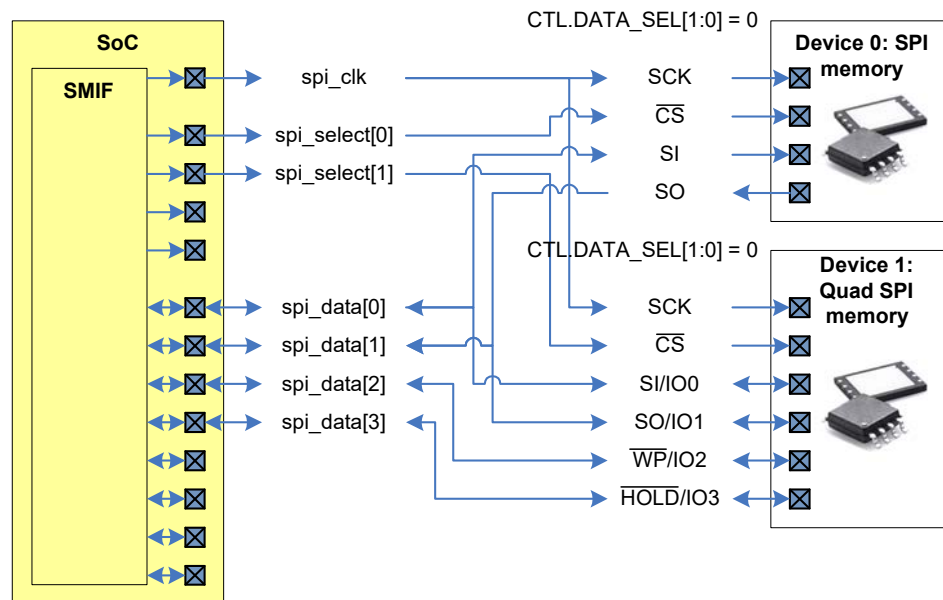 CTL.DATA_SEL[1:0] = 0
SoC
SMIF
Device 0: SPI
memory
spi_clk
SCK
spi_select[0]
CS
spi_select[1]
SI
SO
CTL.DATA_SEL[1:0] = 0
Device 1:
Quad SPI
memory
spi_data[0]
SCK
spi_data[1]
CS
spi_data[2]
SI/IO0
spi_data[3]
SO/IO1
WP/IO2
HOLD/IO3